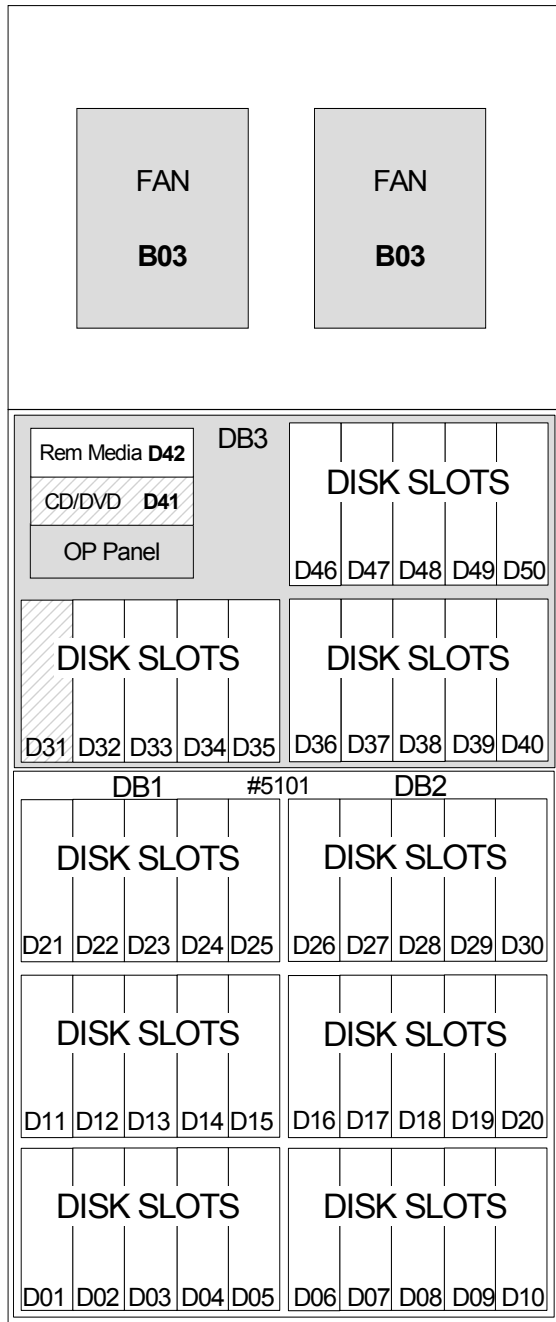 FAN FAN
B03 B03
DB3
Rem Media D42
CD/DVD D41
OP Panel
DISK SLOTS
D46 D47 D48 D49 D50
DISK SLOTS DISK SLOTS
D31 D32 D33 D34 D35 D36 D37 D38 D39 D40
DB1 #5101 DB2
DISK SLOTS DISK SLOTS
D21 D22 D23 D24 D25 D26 D27 D28 D29 D30
DISK SLOTS DISK SLOTS
D11 D12 D13 D14 D15 D16 D17 D18 D19 D20
DISK SLOTS DISK SLOTS
D01 D02 D03 D04 D05 D06 D07 D08 D09 D10